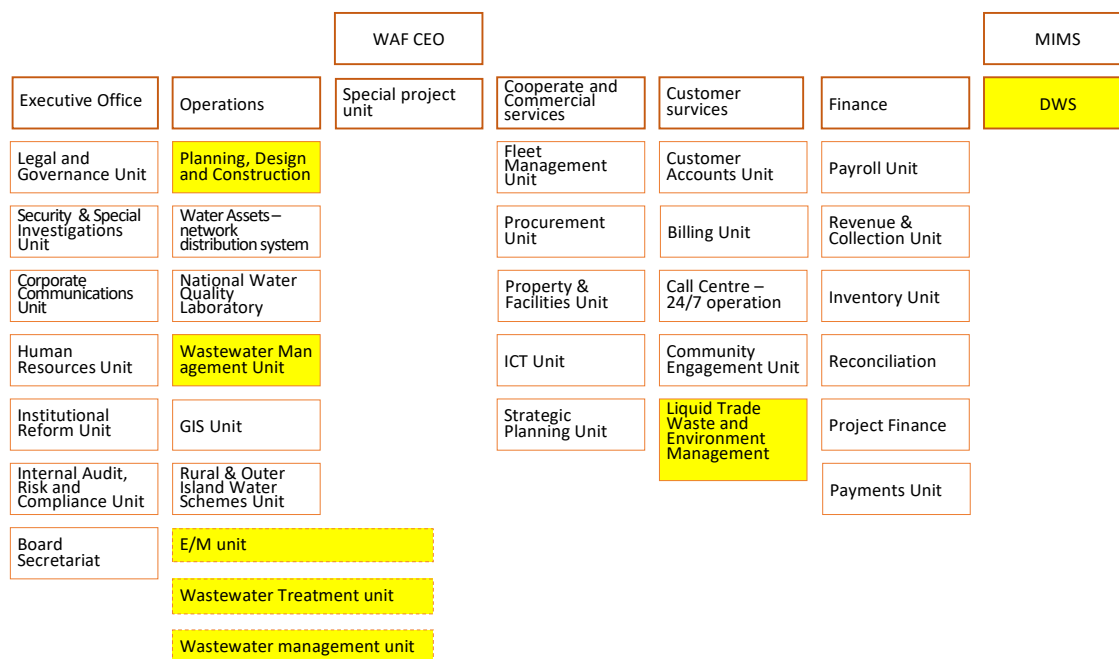 WAF CEO
MIMS
Executive Office
Operations
Special project
unit
Cooperate and
Commercial
services
Customer
survices
Finance
DWS
Legal and
Governance Unit
Planning, Design
and Construction
Fleet
Management
Unit
Customer
Accounts Unit
Payroll Unit
Security & Special
Investigations
Unit
Water Assets –
network
distribution system
Procurement
Unit
Billing Unit
Revenue &
Collection Unit
Corporate
Communications
Unit
National Water
Quality
Laboratory
Property &
Facilities Unit
Call Centre –
24/7 operation
Inventory Unit
Human
Resources Unit
Wastewater Man
agement Unit
ICT Unit
Community
Engagement Unit
Reconciliation
Institutional
Reform Unit
GIS Unit
Strategic
Planning Unit
Liquid Trade
Waste and
Environment
Management
Project Finance
Internal Audit,
Risk and
Compliance Unit
Rural & Outer
Island Water
Schemes Unit
Payments Unit
Board
Secretariat
E/M unit
Wastewater Treatment unit
Wastewater management unit